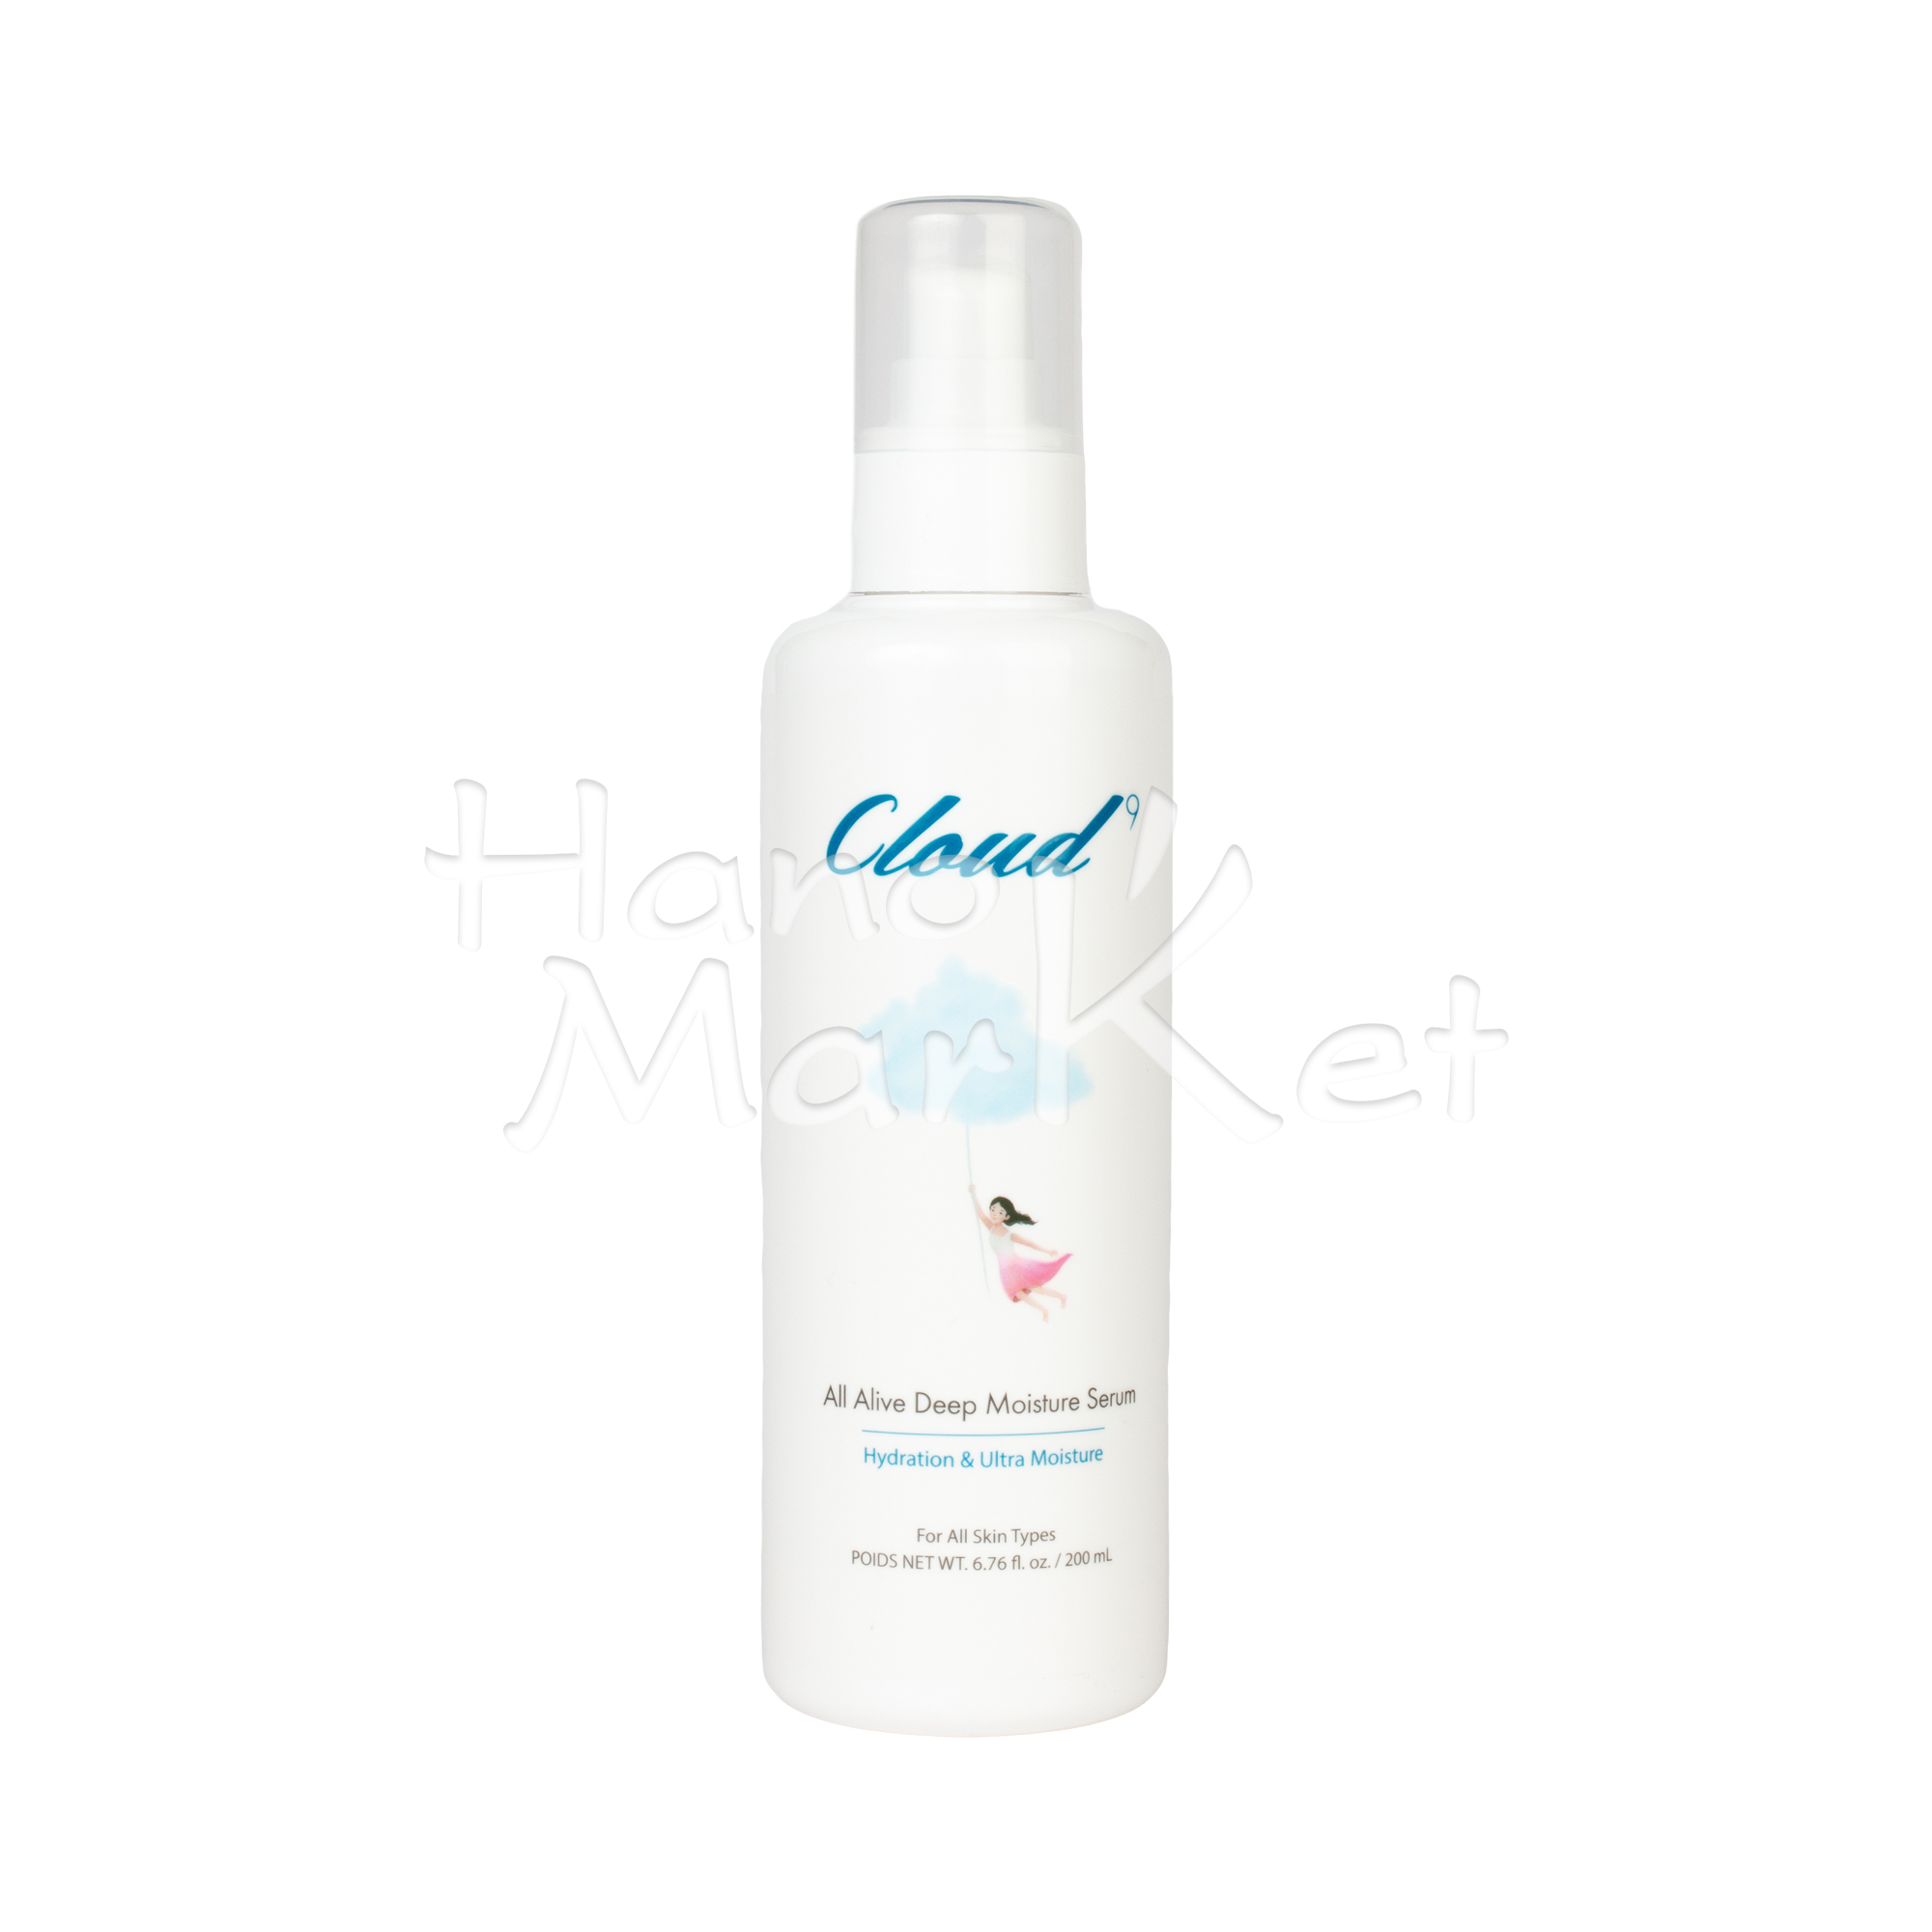 Cloud 9
Hano
MarKet
All Alive Deep Moisture Serum
Hydration & Ultra Moisture
For All Skin Types
POIDS NET WT. 6.76 fl. oz. / 200 mL